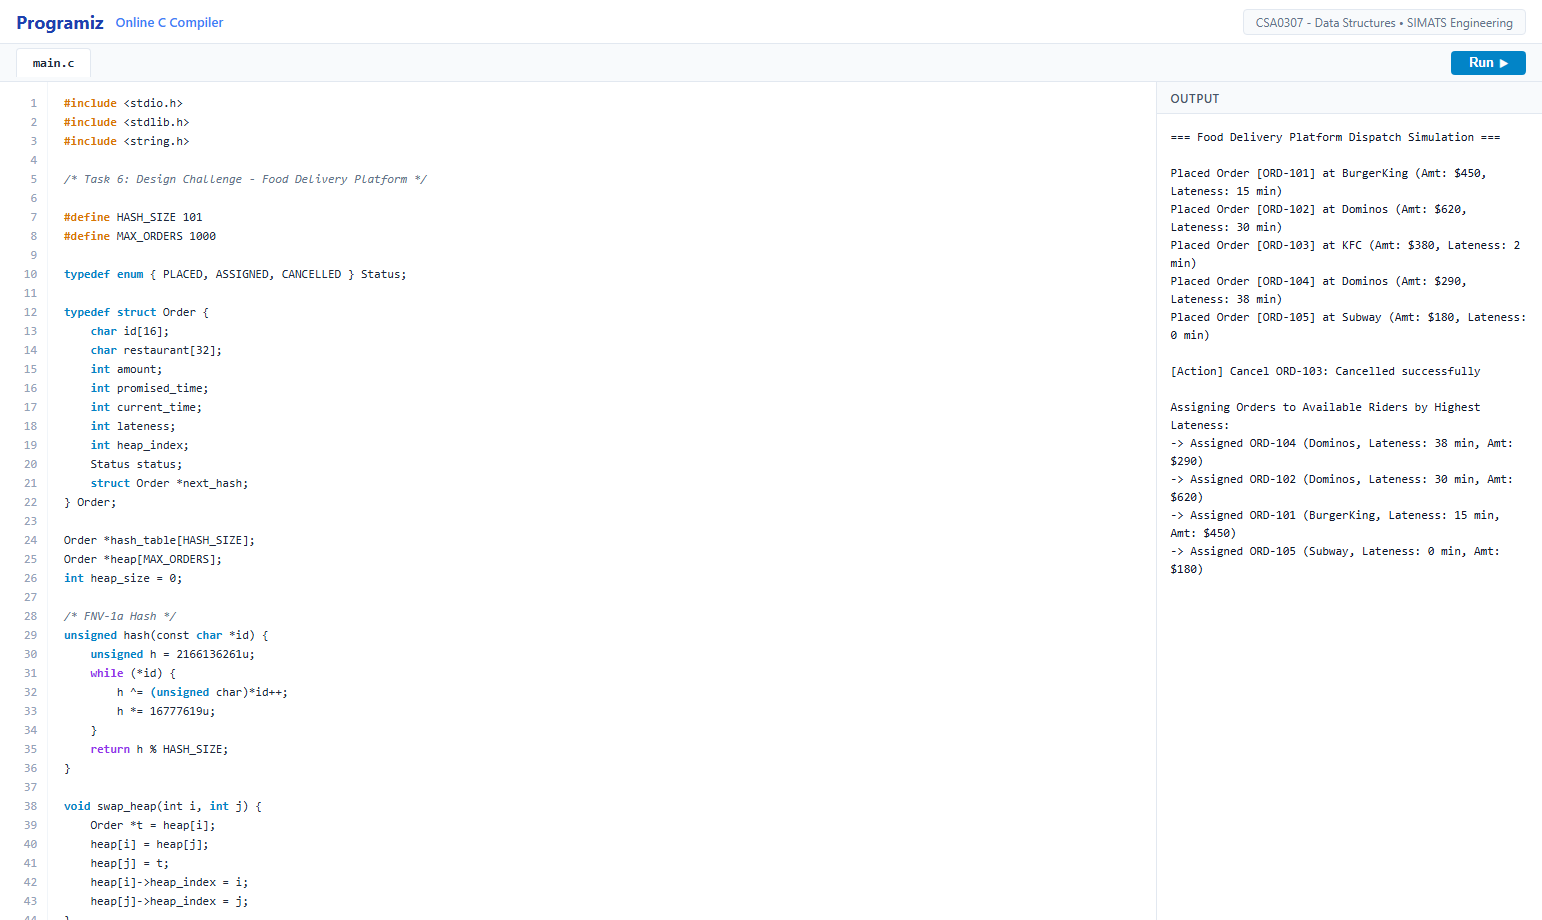 Programiz Online C Compiler
CSA0307 - Data Structures • SIMATS Engineering
main.c
Run ▶
1 #include <stdio.h>
2 #include <stdlib.h>
3 #include <string.h>
4
5 /* Task 6: Design Challenge - Food Delivery Platform */
6
7 #define HASH_SIZE 101
8 #define MAX_ORDERS 1000
9
10 typedef enum { PLACED, ASSIGNED, CANCELLED } Status;
11
12 typedef struct Order {
13     char id[16];
14     char restaurant[32];
15     int amount;
16     int promised_time;
17     int current_time;
18     int lateness;
19     int heap_index;
20     Status status;
21     struct Order *next_hash;
22 } Order;
23
24 Order *hash_table[HASH_SIZE];
25 Order *heap[MAX_ORDERS];
26 int heap_size = 0;
27
28 /* FNV-1a Hash */
29 unsigned hash(const char *id) {
30     unsigned h = 2166136261u;
31     while (*id) {
32         h ^= (unsigned char)*id++;
33         h *= 16777619u;
34     }
35     return h % HASH_SIZE;
36 }
37
38 void swap_heap(int i, int j) {
39     Order *t = heap[i];
40     heap[i] = heap[j];
41     heap[j] = t;
42     heap[i]->heap_index = i;
43     heap[j]->heap_index = j;
44 }
OUTPUT
=== Food Delivery Platform Dispatch Simulation ===
Placed Order [ORD-101] at BurgerKing (Amt: $450,
Lateness: 15 min)
Placed Order [ORD-102] at Dominos (Amt: $620,
Lateness: 30 min)
Placed Order [ORD-103] at KFC (Amt: $380, Lateness: 2
min)
Placed Order [ORD-104] at Dominos (Amt: $290,
Lateness: 38 min)
Placed Order [ORD-105] at Subway (Amt: $180, Lateness:
0 min)
[Action] Cancel ORD-103: Cancelled successfully
Assigning Orders to Available Riders by Highest
Lateness:
-> Assigned ORD-104 (Dominos, Lateness: 38 min, Amt:
$290)
-> Assigned ORD-102 (Dominos, Lateness: 30 min, Amt:
$620)
-> Assigned ORD-101 (BurgerKing, Lateness: 15 min,
Amt: $450)
-> Assigned ORD-105 (Subway, Lateness: 0 min, Amt:
$180)